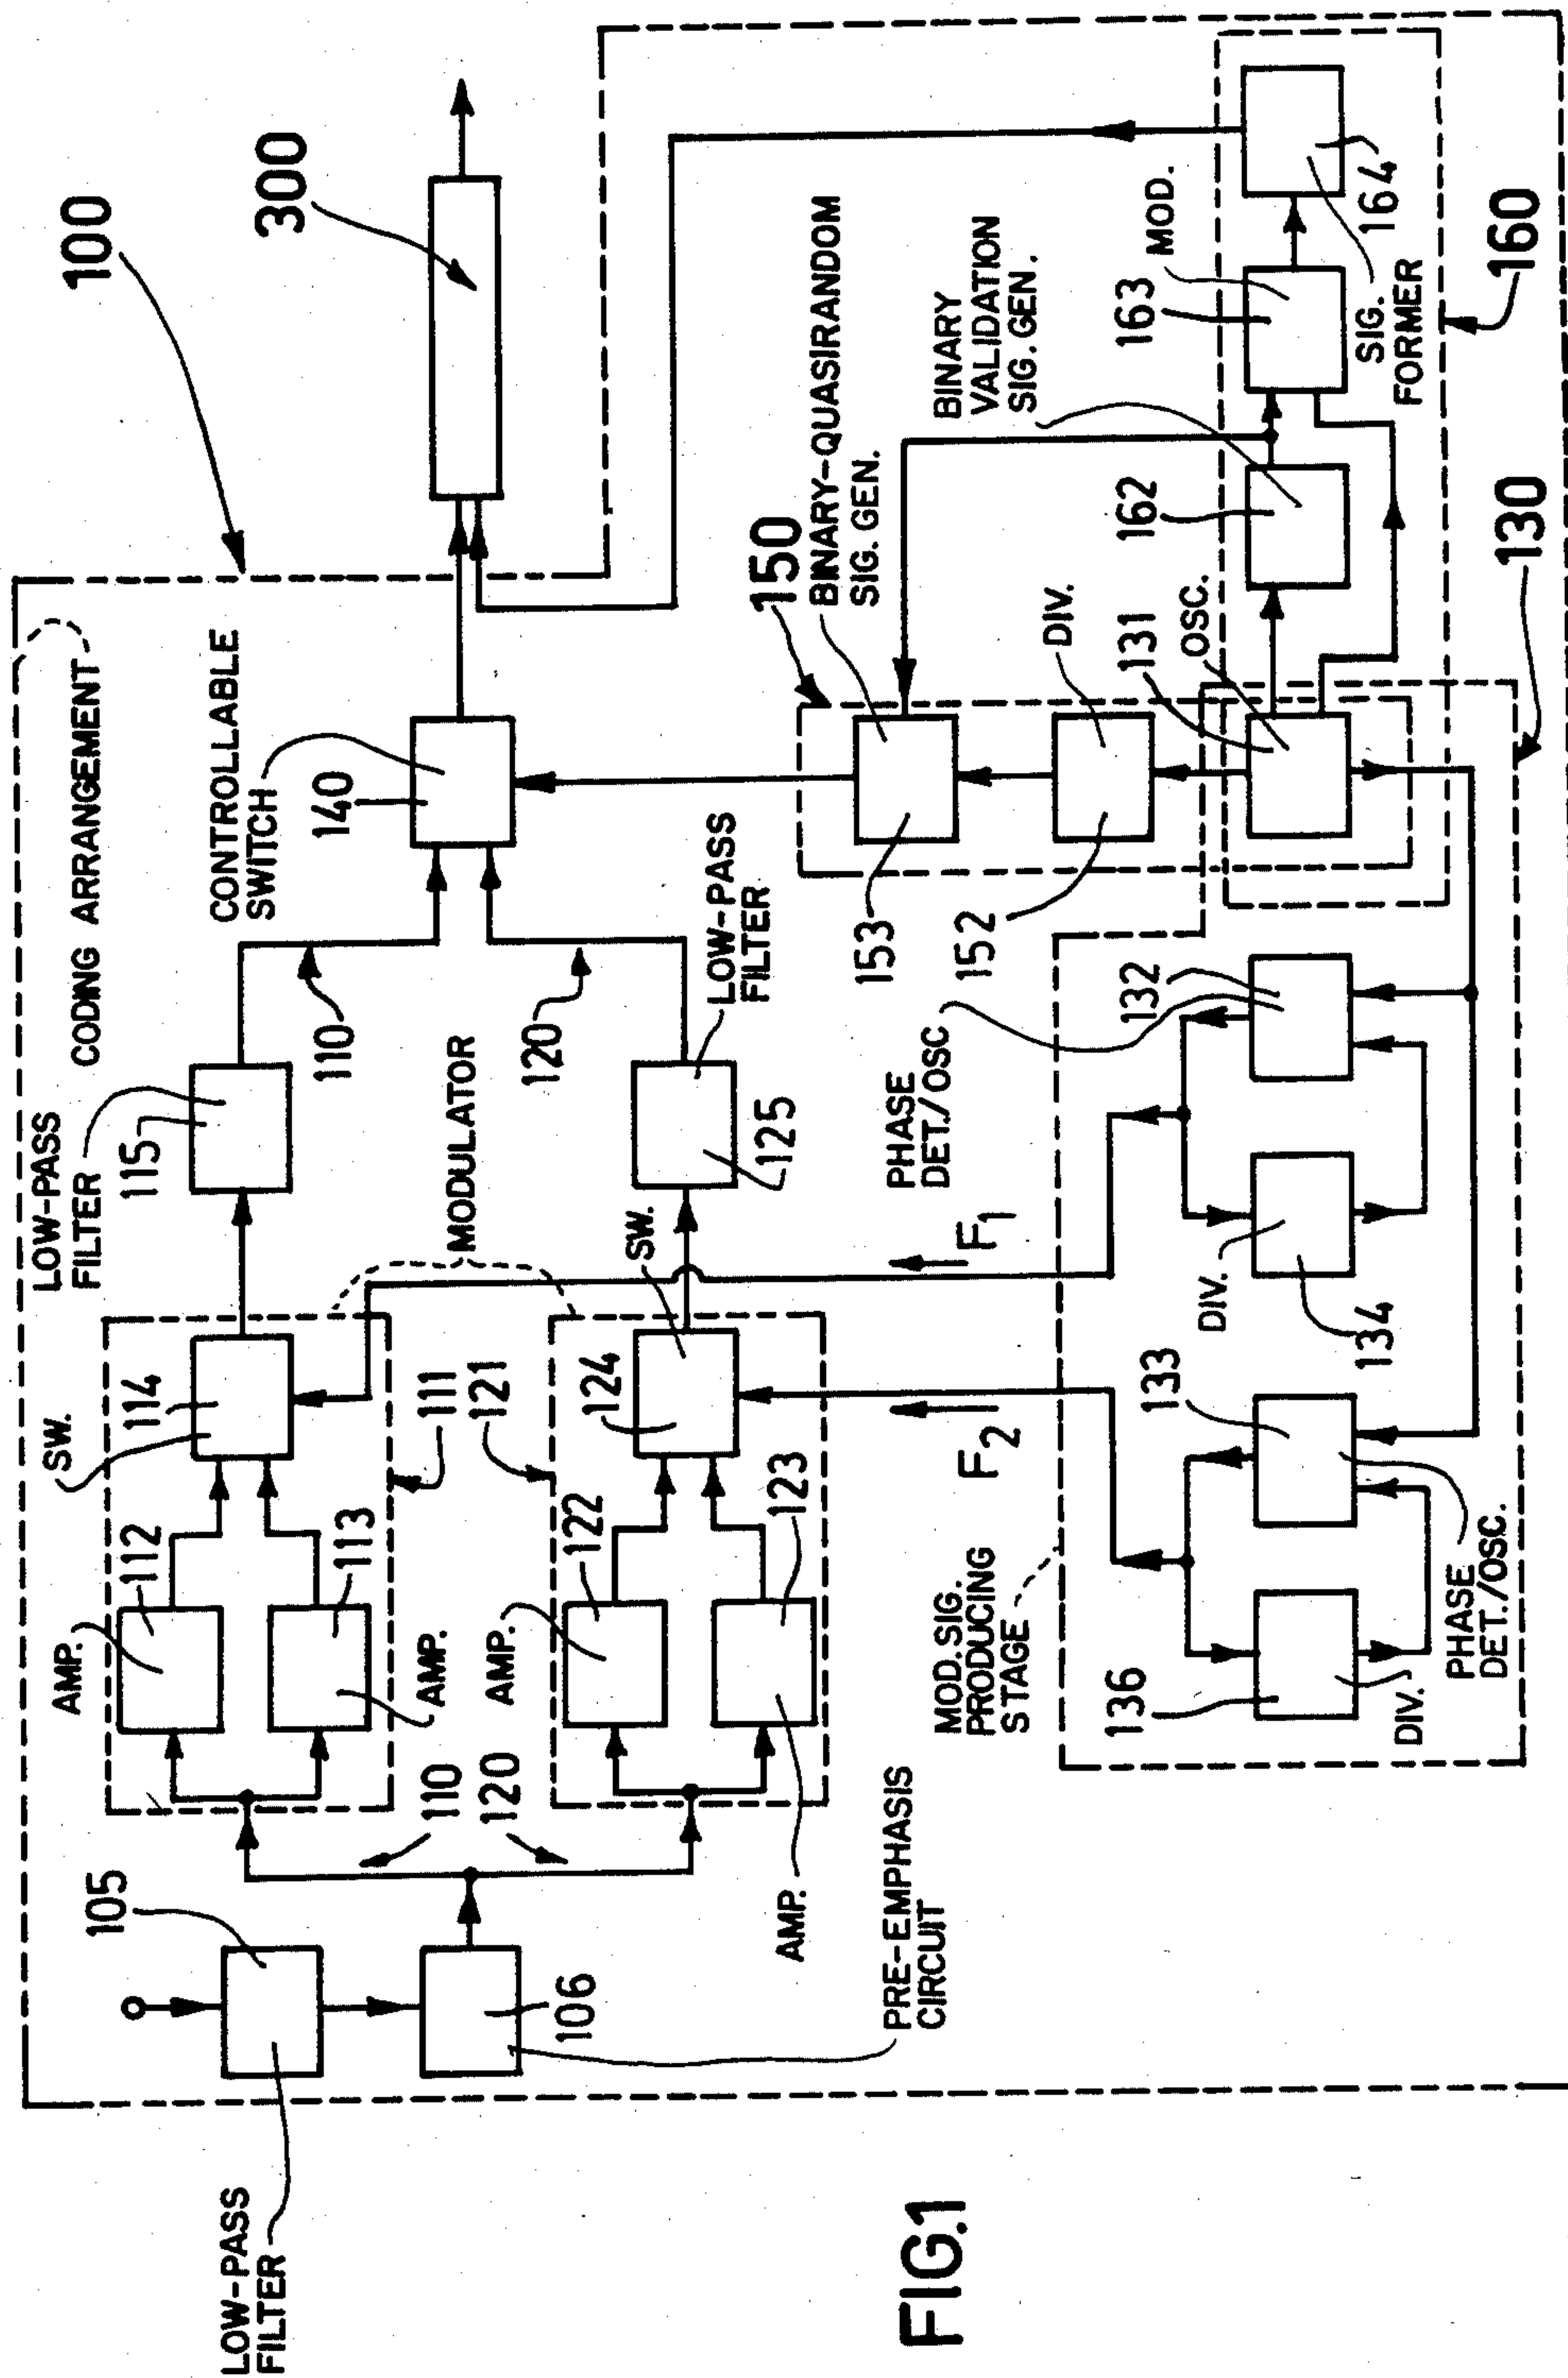 100
300
CODING ARRANGEMENT
LOW-PASS
FILTER
115
110
CONTROLLABLE
SWITCH
140
SW.
114
AMP.
112
113
AMP.
111
MODULATOR
120
LOW-PASS
FILTER
125
SW.
124
121
122
AMP.
123
AMP.
105
LOW-PASS
FILTER
106
PRE-EMPHASIS
CIRCUIT
110
120
150
BINARY-QUASIRANDOM
SIG. GEN.
153
DIV.
152
131
OSC.
BINARY
VALIDATION
SIG. GEN.
162
163
MOD.
164
SIG.
FORMER
160
130
F1
F2
PHASE
DET./OSC
132
DIV.
134
133
PHASE
DET./OSC.
136
DIV.
MOD. SIG.
PRODUCING
STAGE
FIG.1